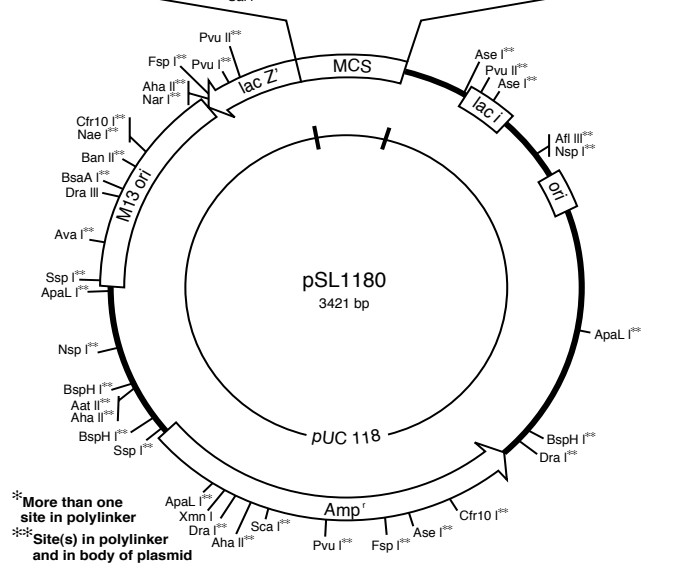 Pvu II**
Fsp I**
Pvu I**
Aha II**
Nar I**
lac Z'
MCS
Ase I**
Pvu II**
Ase I**
lac i
Cfr10 I**
Nae I**
Ban II**
BsaA I**
Dra III
Ava I**
M13 ori
Afl III**
Nsp I**
ori
Ssp I**
ApaL I**
pSL1180
3421 bp
ApaL I**
Nsp I**
BspH I**
Aat II**
Aha II**
BspH I**
Ssp I**
pUC 118
BspH I**
Dra I**
*More than one
site in polylinker
**Site(s) in polylinker
and in body of plasmid
ApaL I**
Xmn I
Dra I**
Aha II**
Sca I**
Amp r
Pvu I**
Fsp I**
Ase I**
Cfr10 I**